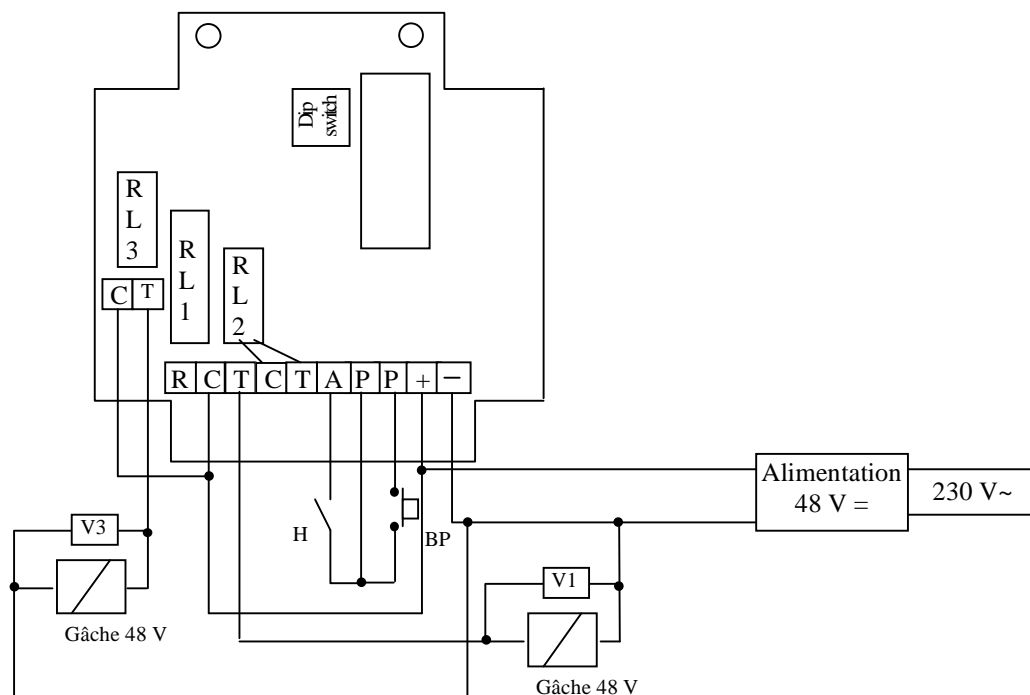 Dip
switch
R
L
3
R
L
1
R
L
2
C T
R C T C T A P P + −
Alimentation
48 V =
230 V~
V3
H
BP
V1
Gâche 48 V
Gâche 48 V